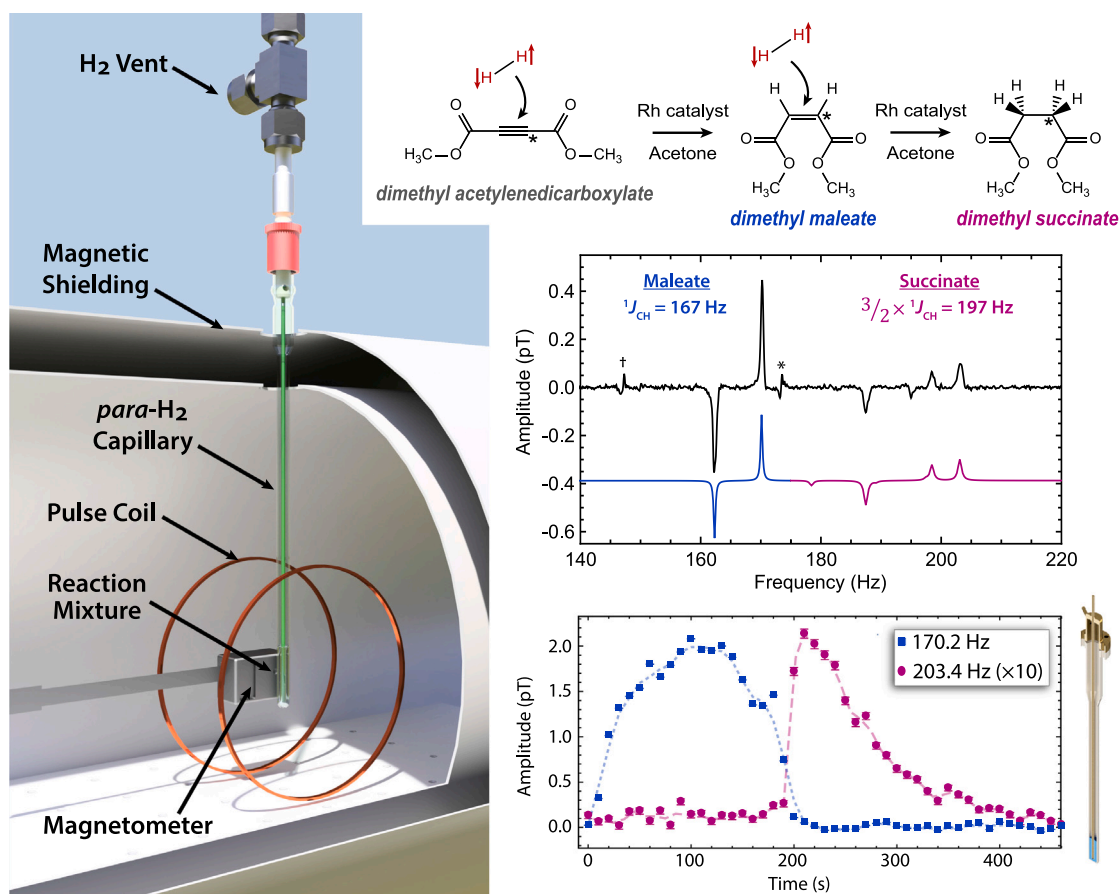 H₂ Vent
Magnetic
Shielding
para-H₂
Capillary
Pulse Coil
Reaction
Mixture
Magnetometer
H H
H H
O O
H₃C O O CH₃
*
dimethyl acetylenedicarboxylate
Rh catalyst
Acetone
H H
*
O O
O O
H₃C CH₃
dimethyl maleate
Rh catalyst
Acetone
H H H H
*
O O
O O
H₃C CH₃
dimethyl succinate
Maleate
¹J_CH = 167 Hz
Succinate
3/2 × ¹J_CH = 197 Hz
† *
Amplitude (pT)
0.4
0.2
0.0
-0.2
-0.4
-0.6
140 160 180 200 220
Frequency (Hz)
170.2 Hz
203.4 Hz (×10)
Amplitude (pT)
2.0
1.5
1.0
0.5
0.0
0 100 200 300 400
Time (s)